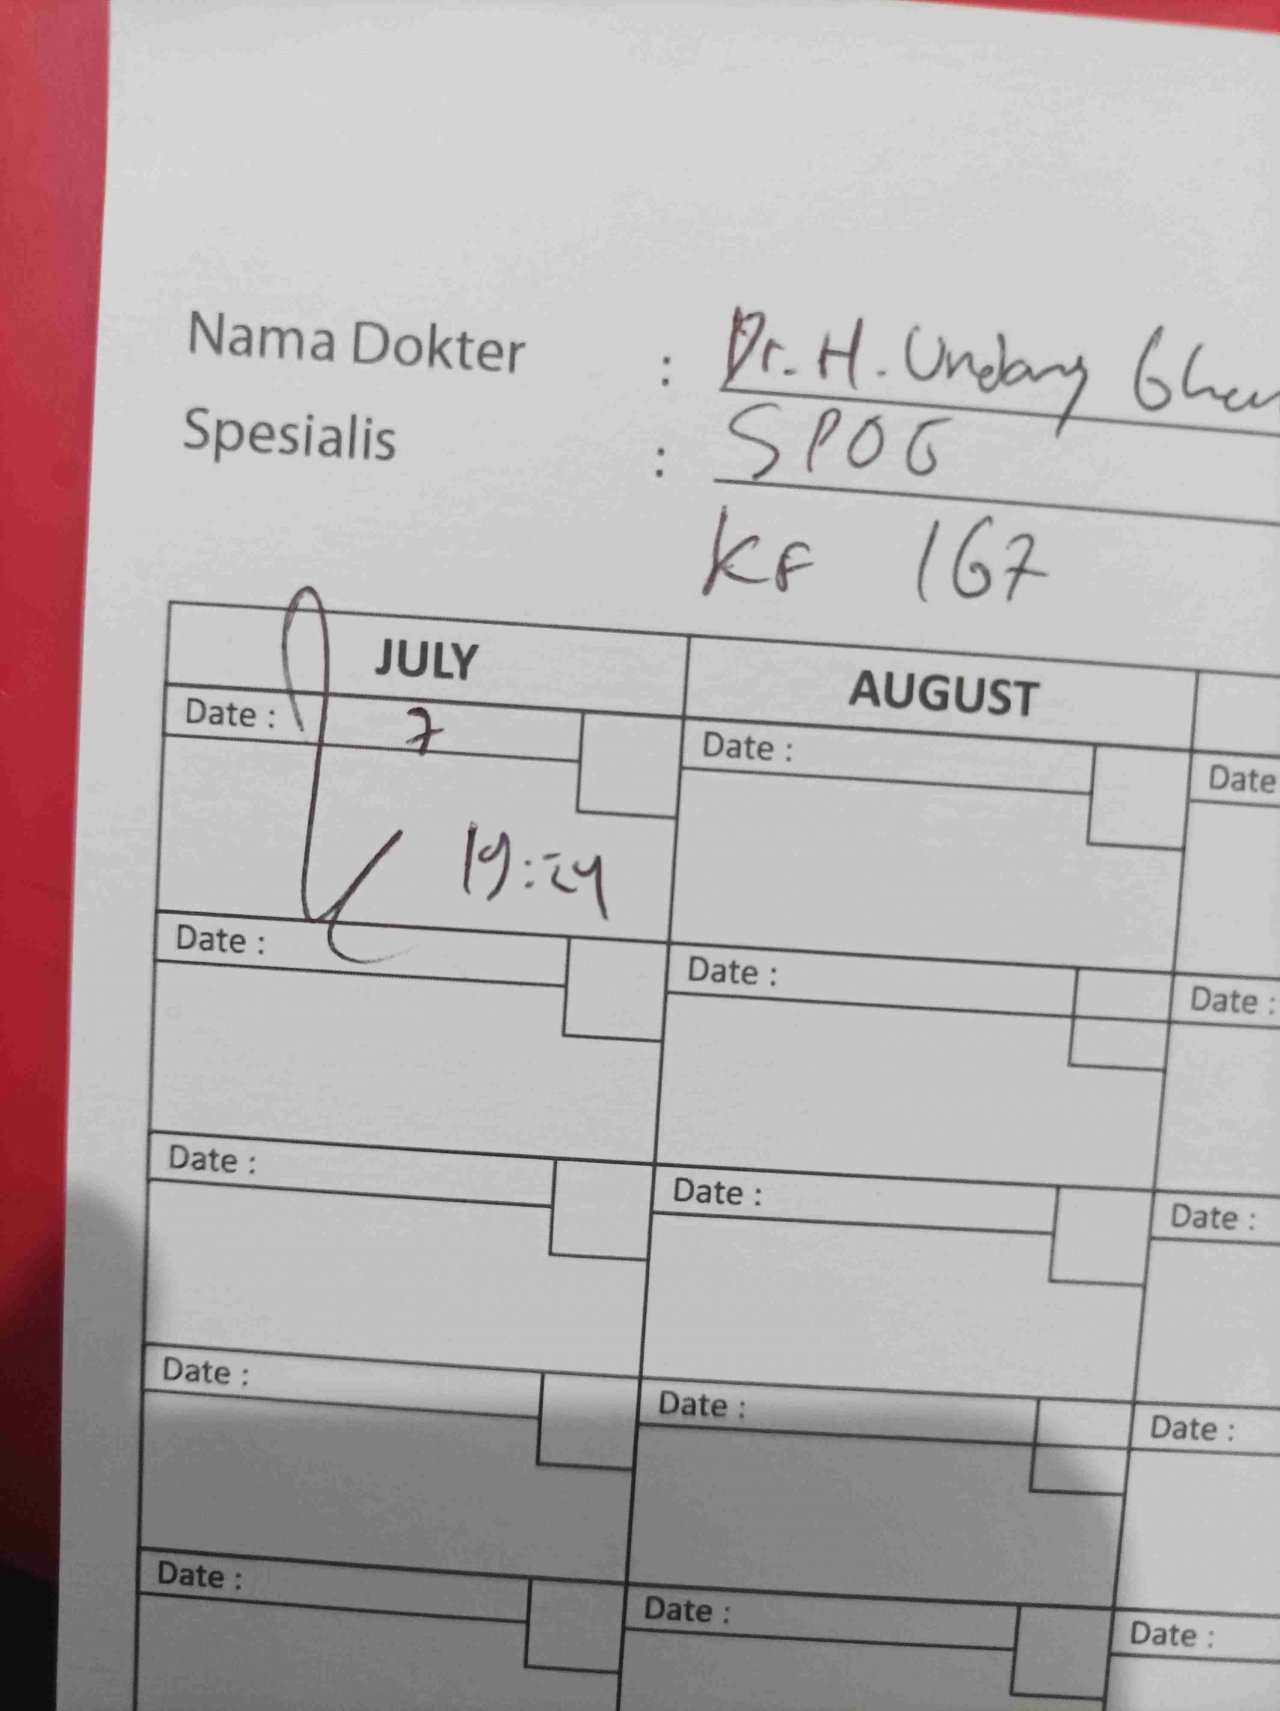 Nama Dokter : Dr. H. Undang
Spesialis : SPOG
KF 167
JULY AUGUST
Date : 7 Date : Date
19:24
Date : Date : Date :
Date : Date : Date :
Date : Date : Date :
Date : Date : Date :